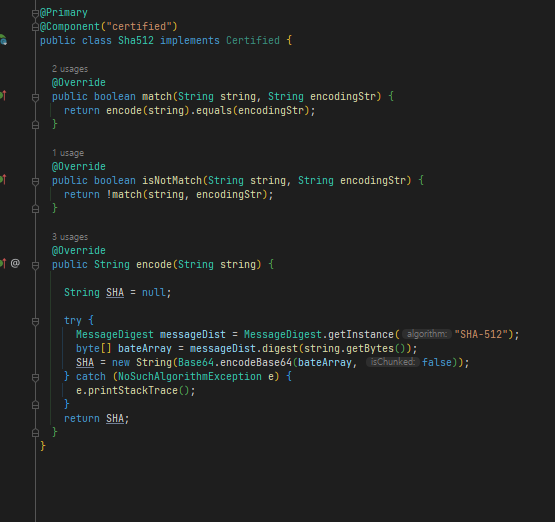 @Primary
@Component("certified")
public class Sha512 implements Certified {
2 usages
@Override
public boolean match(String string, String encodingStr) {
return encode(string).equals(encodingStr);
}
1 usage
@Override
public boolean isNotMatch(String string, String encodingStr) {
return !match(string, encodingStr);
}
3 usages
@Override
@ public String encode(String string) {
String SHA = null;
try {
MessageDigest messageDist = MessageDigest.getInstance( algorithm: "SHA-512");
byte[] bateArray = messageDist.digest(string.getBytes());
SHA = new String(Base64.encodeBase64(bateArray, isChunked: false));
} catch (NoSuchAlgorithmException e) {
e.printStackTrace();
}
return SHA;
}
}